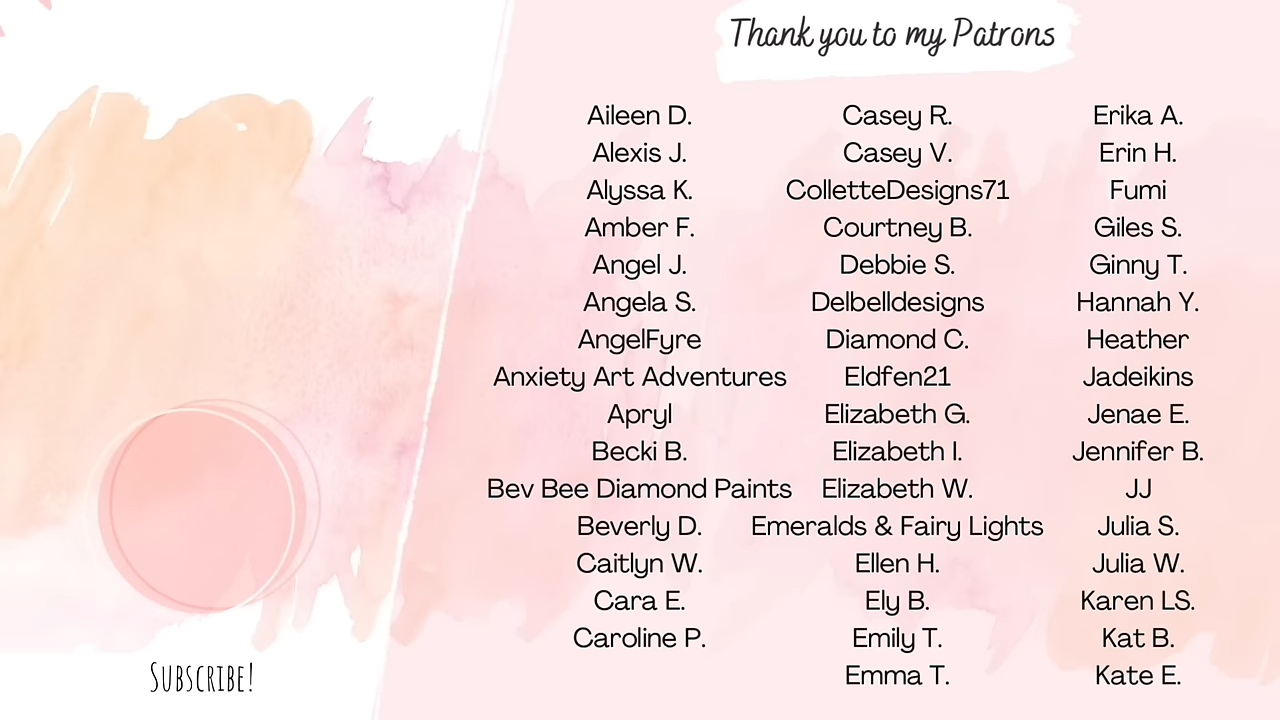 Thank you to my Patrons
Aileen D.
Alexis J.
Alyssa K.
Amber F.
Angel J.
Angela S.
AngelFyre
Anxiety Art Adventures
Apryl
Becki B.
Bev Bee Diamond Paints
Beverly D.
Caitlyn W.
Cara E.
Caroline P.
Casey R.
Casey V.
ColletteDesigns71
Courtney B.
Debbie S.
Delbelldesigns
Diamond C.
Eldfen21
Elizabeth G.
Elizabeth I.
Elizabeth W.
Emeralds & Fairy Lights
Ellen H.
Ely B.
Emily T.
Emma T.
Erika A.
Erin H.
Fumi
Giles S.
Ginny T.
Hannah Y.
Heather
Jadeikins
Jenae E.
Jennifer B.
JJ
Julia S.
Julia W.
Karen LS.
Kat B.
Kate E.
Subscribe!